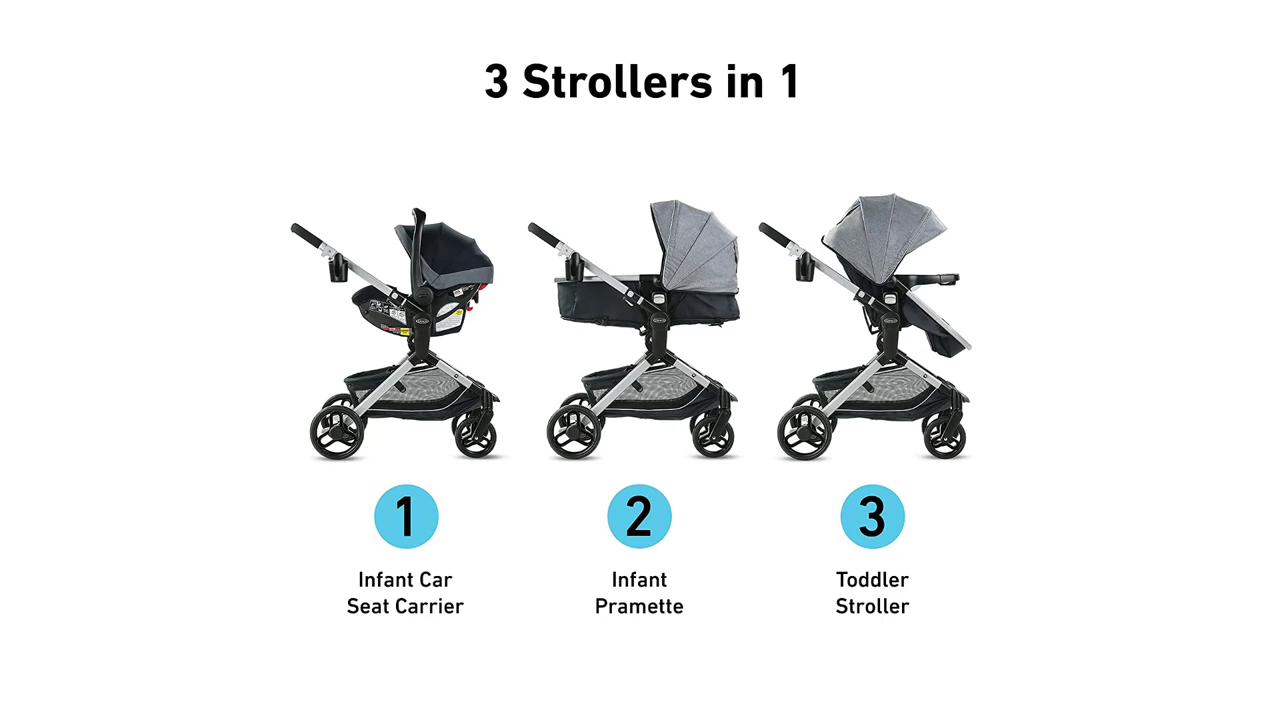 3 Strollers in 1
1
2
3
Infant Car
Seat Carrier
Infant
Pramette
Toddler
Stroller